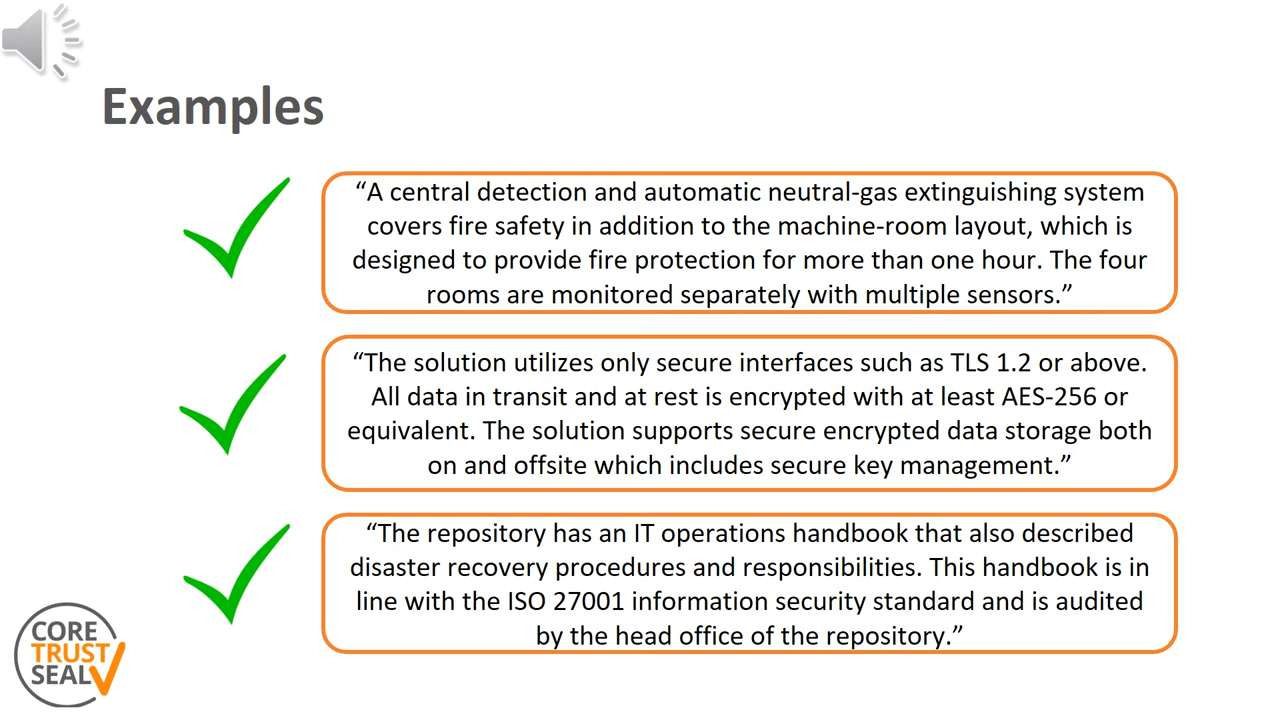 Examples
“A central detection and automatic neutral-gas extinguishing system
covers fire safety in addition to the machine-room layout, which is
designed to provide fire protection for more than one hour. The four
rooms are monitored separately with multiple sensors.”
“The solution utilizes only secure interfaces such as TLS 1.2 or above.
All data in transit and at rest is encrypted with at least AES-256 or
equivalent. The solution supports secure encrypted data storage both
on and offsite which includes secure key management.”
“The repository has an IT operations handbook that also described
disaster recovery procedures and responsibilities. This handbook is in
line with the ISO 27001 information security standard and is audited
by the head office of the repository.”
CORE
TRUST
SEAL